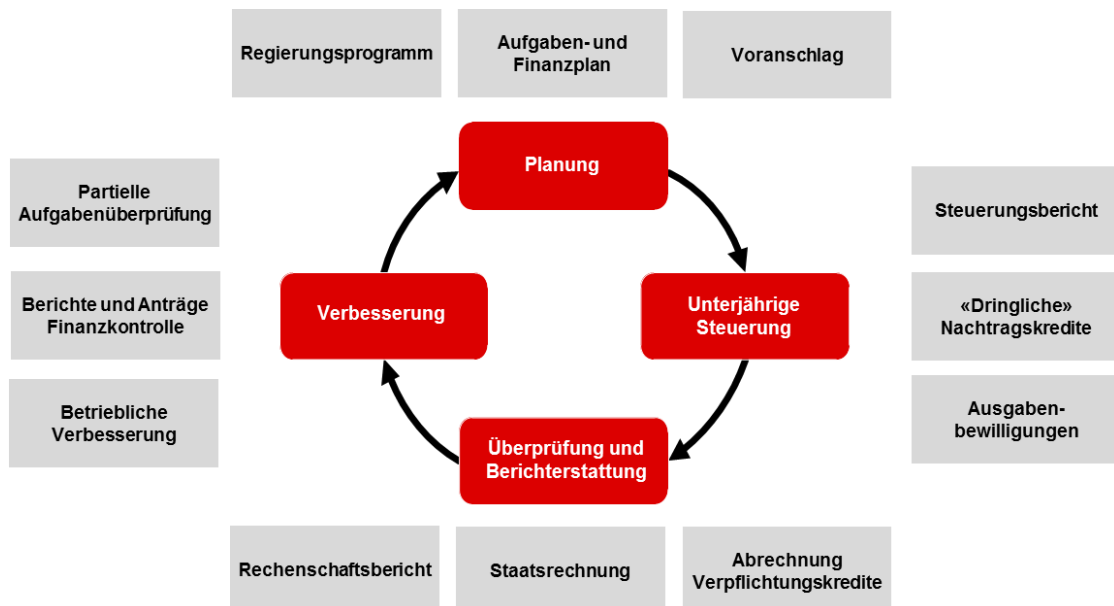 Regierungsprogramm
Aufgaben- und
Finanzplan
Voranschlag
Planung
Partielle
Aufgabenüberprüfung
Steuerungsbericht
Berichte und Anträge
Finanzkontrolle
Verbesserung
Unterjährige
Steuerung
«Dringliche»
Nachtragskredite
Betriebliche
Verbesserung
Ausgaben-
bewilligungen
Überprüfung und
Berichterstattung
Rechenschaftsbericht
Staatsrechnung
Abrechnung
Verpflichtungskredite